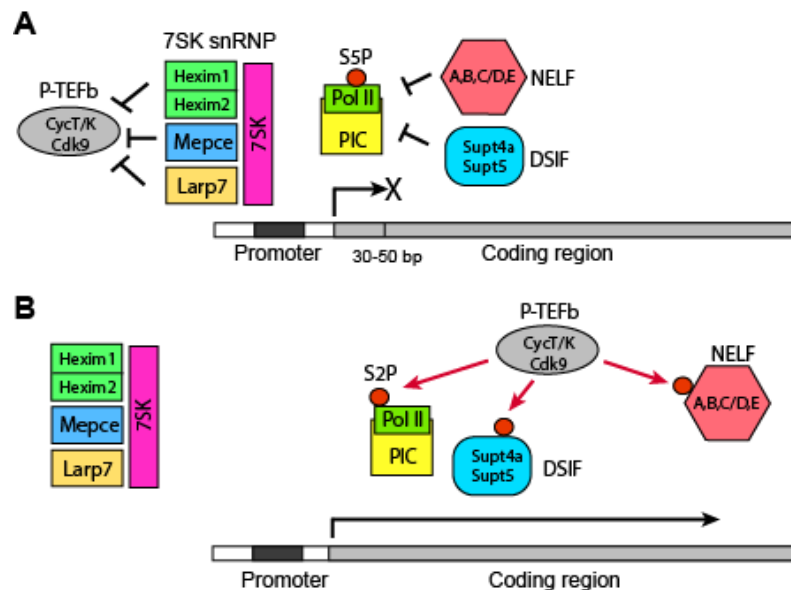 A
7SK snRNP
P-TEFb
CycT/K
Cdk9
Hexim1
Hexim2
Mepce
Larp7
7SK
S5P
Pol II
PIC
A,B,C/D,E
NELF
Supt4a
Supt5
DSIF
X
Promoter
30-50 bp
Coding region
B
Hexim1
Hexim2
Mepce
Larp7
7SK
P-TEFb
CycT/K
Cdk9
S2P
Pol II
PIC
Supt4a
Supt5
DSIF
NELF
A,B,C/D,E
Promoter
Coding region